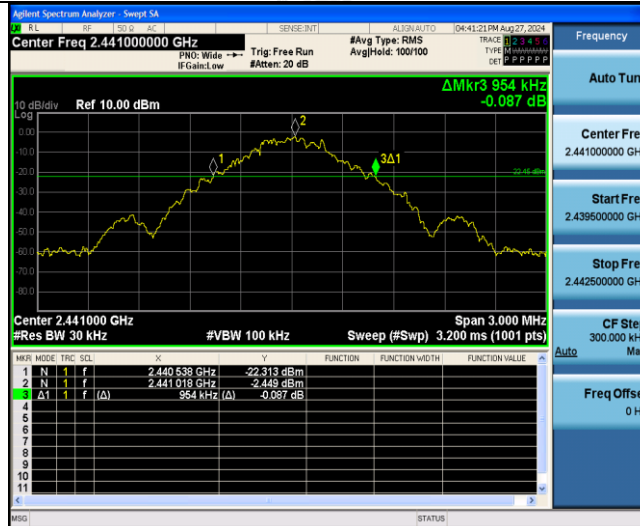 Agilent Spectrum Analyzer - Swept SA
RL RF 50 Ω AC SENSE:INT ALIGN AUTO 04:41:21 PM Aug 27, 2024
Center Freq 2.441000000 GHz
PNO: Wide
IFGain:Low
Trig: Free Run
#Atten: 20 dB
#Avg Type: RMS
Avg|Hold: 100/100
TRACE 1 2 3 4 5 6
TYPE M
DET P P P P P P
ΔMkr3 954 kHz
-0.087 dB
10 dB/div Ref 10.00 dBm
Log
0.00
-10.0
-20.0
-30.0
-40.0
-50.0
-60.0
-80.0
1
2
3Δ1
-22.45 dBm
Center 2.441000 GHz Span 3.000 MHz
#Res BW 30 kHz #VBW 100 kHz Sweep (#Swp) 3.200 ms (1001 pts)
MKR MODE TRC SCL X Y FUNCTION FUNCTION WIDTH FUNCTION VALUE
1 N 1 f 2.440 538 GHz -22.313 dBm
2 N 1 f 2.441 018 GHz -2.449 dBm
3 Δ1 1 f (Δ) 954 kHz (Δ) -0.087 dB
4
5
6
7
8
9
10
11
MSG STATUS
Frequency
Auto Tun
Center Fre
2.441000000 GH
Start Fre
2.439500000 GH
Stop Fre
2.442500000 GH
CF Ste
300.000 kH
Auto Ma
Freq Offse
0 H